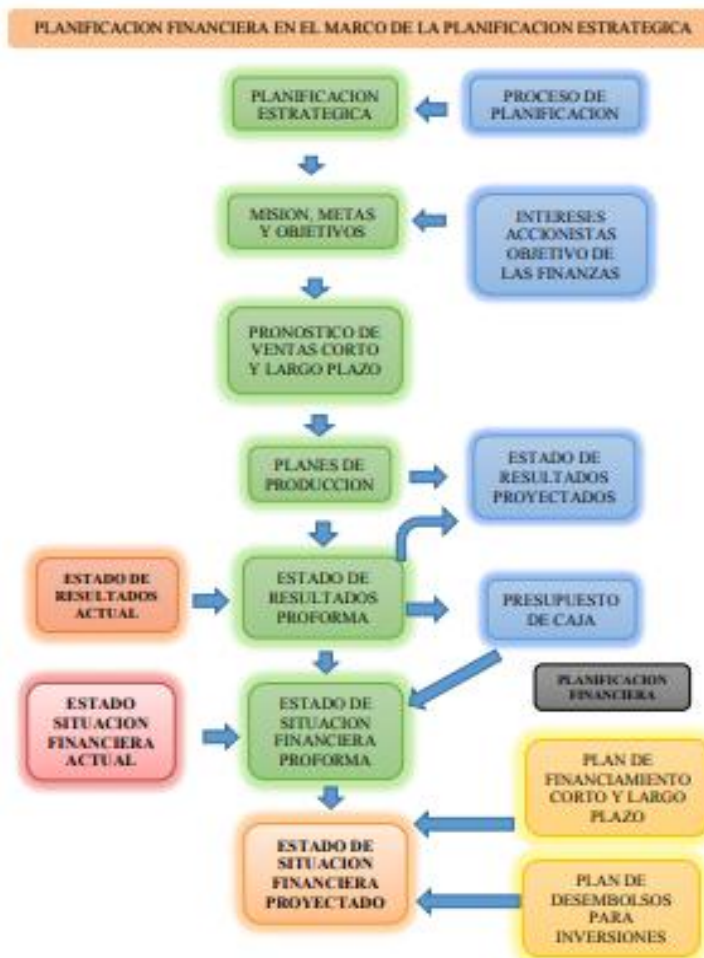 PLANIFICACION FINANCIERA EN EL MARCO DE LA PLANIFICACION ESTRATEGICA
PLANIFICACION
ESTRATEGICA
PROCESO DE
PLANIFICACION
MISION, METAS
Y OBJETIVOS
INTERESES
ACCIONISTAS
OBJETIVO DE
LAS FINANZAS
PRONOSTICO DE
VENTAS CORTO
Y LARGO PLAZO
PLANES DE
PRODUCCION
ESTADO DE
RESULTADOS
PROYECTADOS
ESTADO DE
RESULTADOS
ACTUAL
ESTADO DE
RESULTADOS
PROFORMA
PRESUPUESTO
DE CAJA
PLANIFICACION
FINANCIERA
ESTADO
SITUACION
FINANCIERA
ACTUAL
ESTADO DE
SITUACION
FINANCIERA
PROFORMA
PLAN DE
FINANCIAMIENTO
CORTO Y LARGO
PLAZO
ESTADO DE
SITUACION
FINANCIERA
PROYECTADO
PLAN DE
DESEMBOLSOS
PARA
INVERSIONES